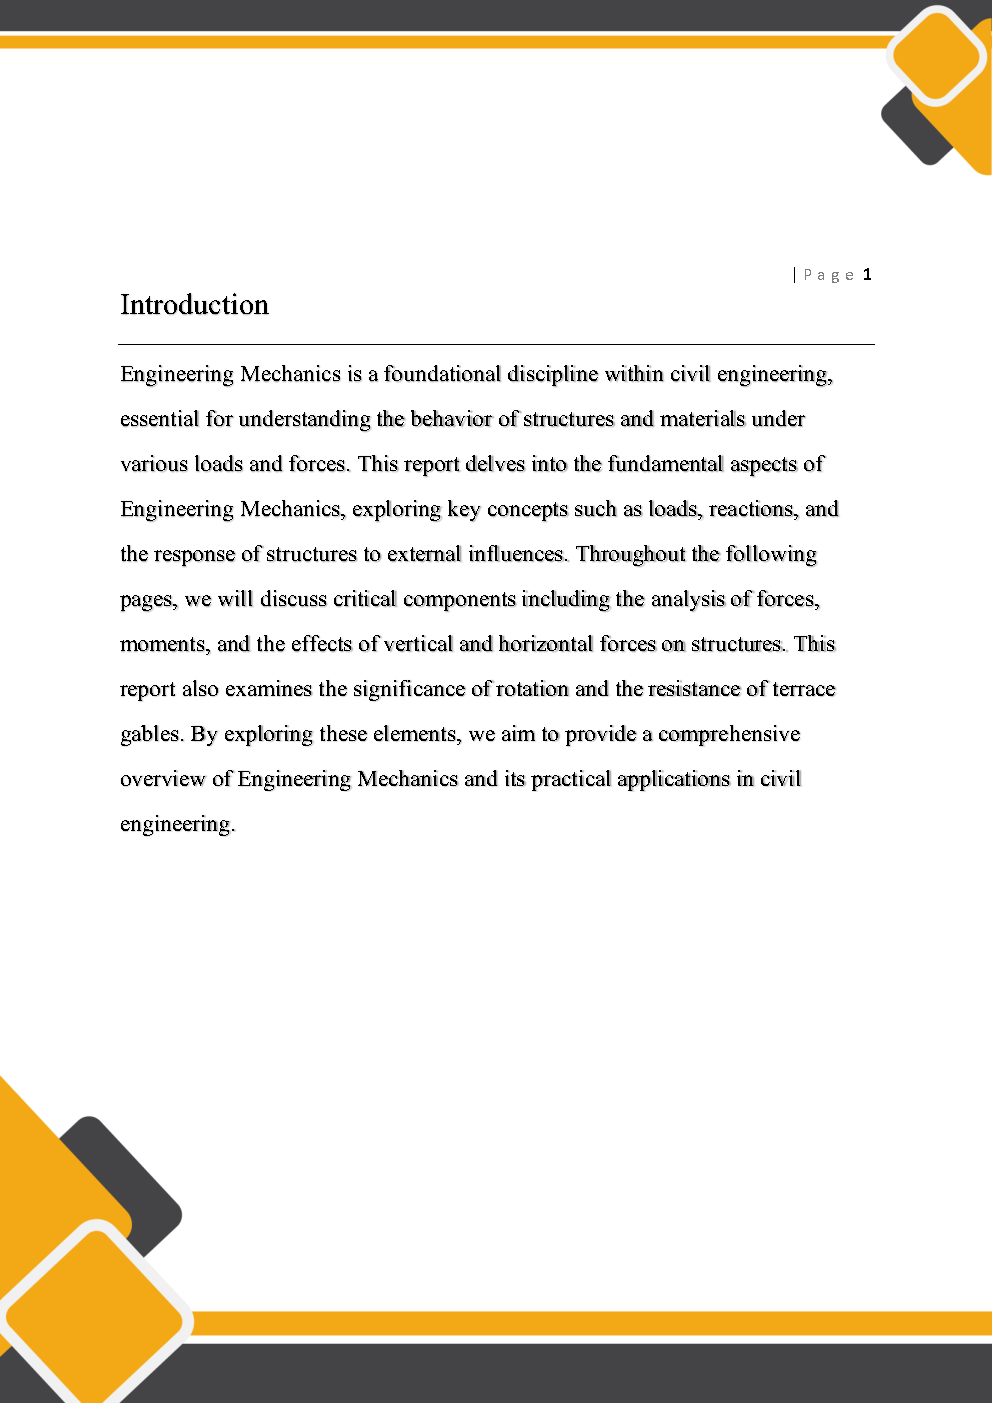 | Page 1
Introduction
Engineering Mechanics is a foundational discipline within civil engineering,
essential for understanding the behavior of structures and materials under
various loads and forces. This report delves into the fundamental aspects of
Engineering Mechanics, exploring key concepts such as loads, reactions, and
the response of structures to external influences. Throughout the following
pages, we will discuss critical components including the analysis of forces,
moments, and the effects of vertical and horizontal forces on structures. This
report also examines the significance of rotation and the resistance of terrace
gables. By exploring these elements, we aim to provide a comprehensive
overview of Engineering Mechanics and its practical applications in civil
engineering.